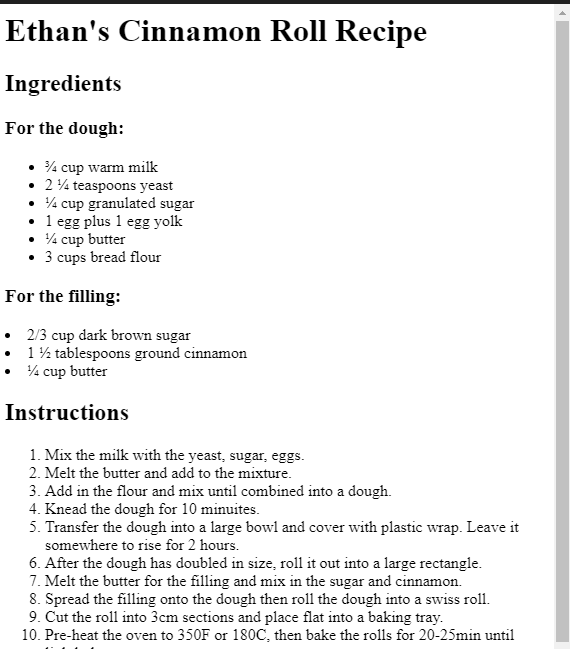 Ethan's Cinnamon Roll Recipe
Ingredients
For the dough:
• ¾ cup warm milk
• 2 ¼ teaspoons yeast
• ¼ cup granulated sugar
• 1 egg plus 1 egg yolk
• ¼ cup butter
• 3 cups bread flour
For the filling:
• 2/3 cup dark brown sugar
• 1 ½ tablespoons ground cinnamon
• ¼ cup butter
Instructions
1. Mix the milk with the yeast, sugar, eggs.
2. Melt the butter and add to the mixture.
3. Add in the flour and mix until combined into a dough.
4. Knead the dough for 10 minuites.
5. Transfer the dough into a large bowl and cover with plastic wrap. Leave it
somewhere to rise for 2 hours.
6. After the dough has doubled in size, roll it out into a large rectangle.
7. Melt the butter for the filling and mix in the sugar and cinnamon.
8. Spread the filling onto the dough then roll the dough into a swiss roll.
9. Cut the roll into 3cm sections and place flat into a baking tray.
10. Pre-heat the oven to 350F or 180C, then bake the rolls for 20-25min until